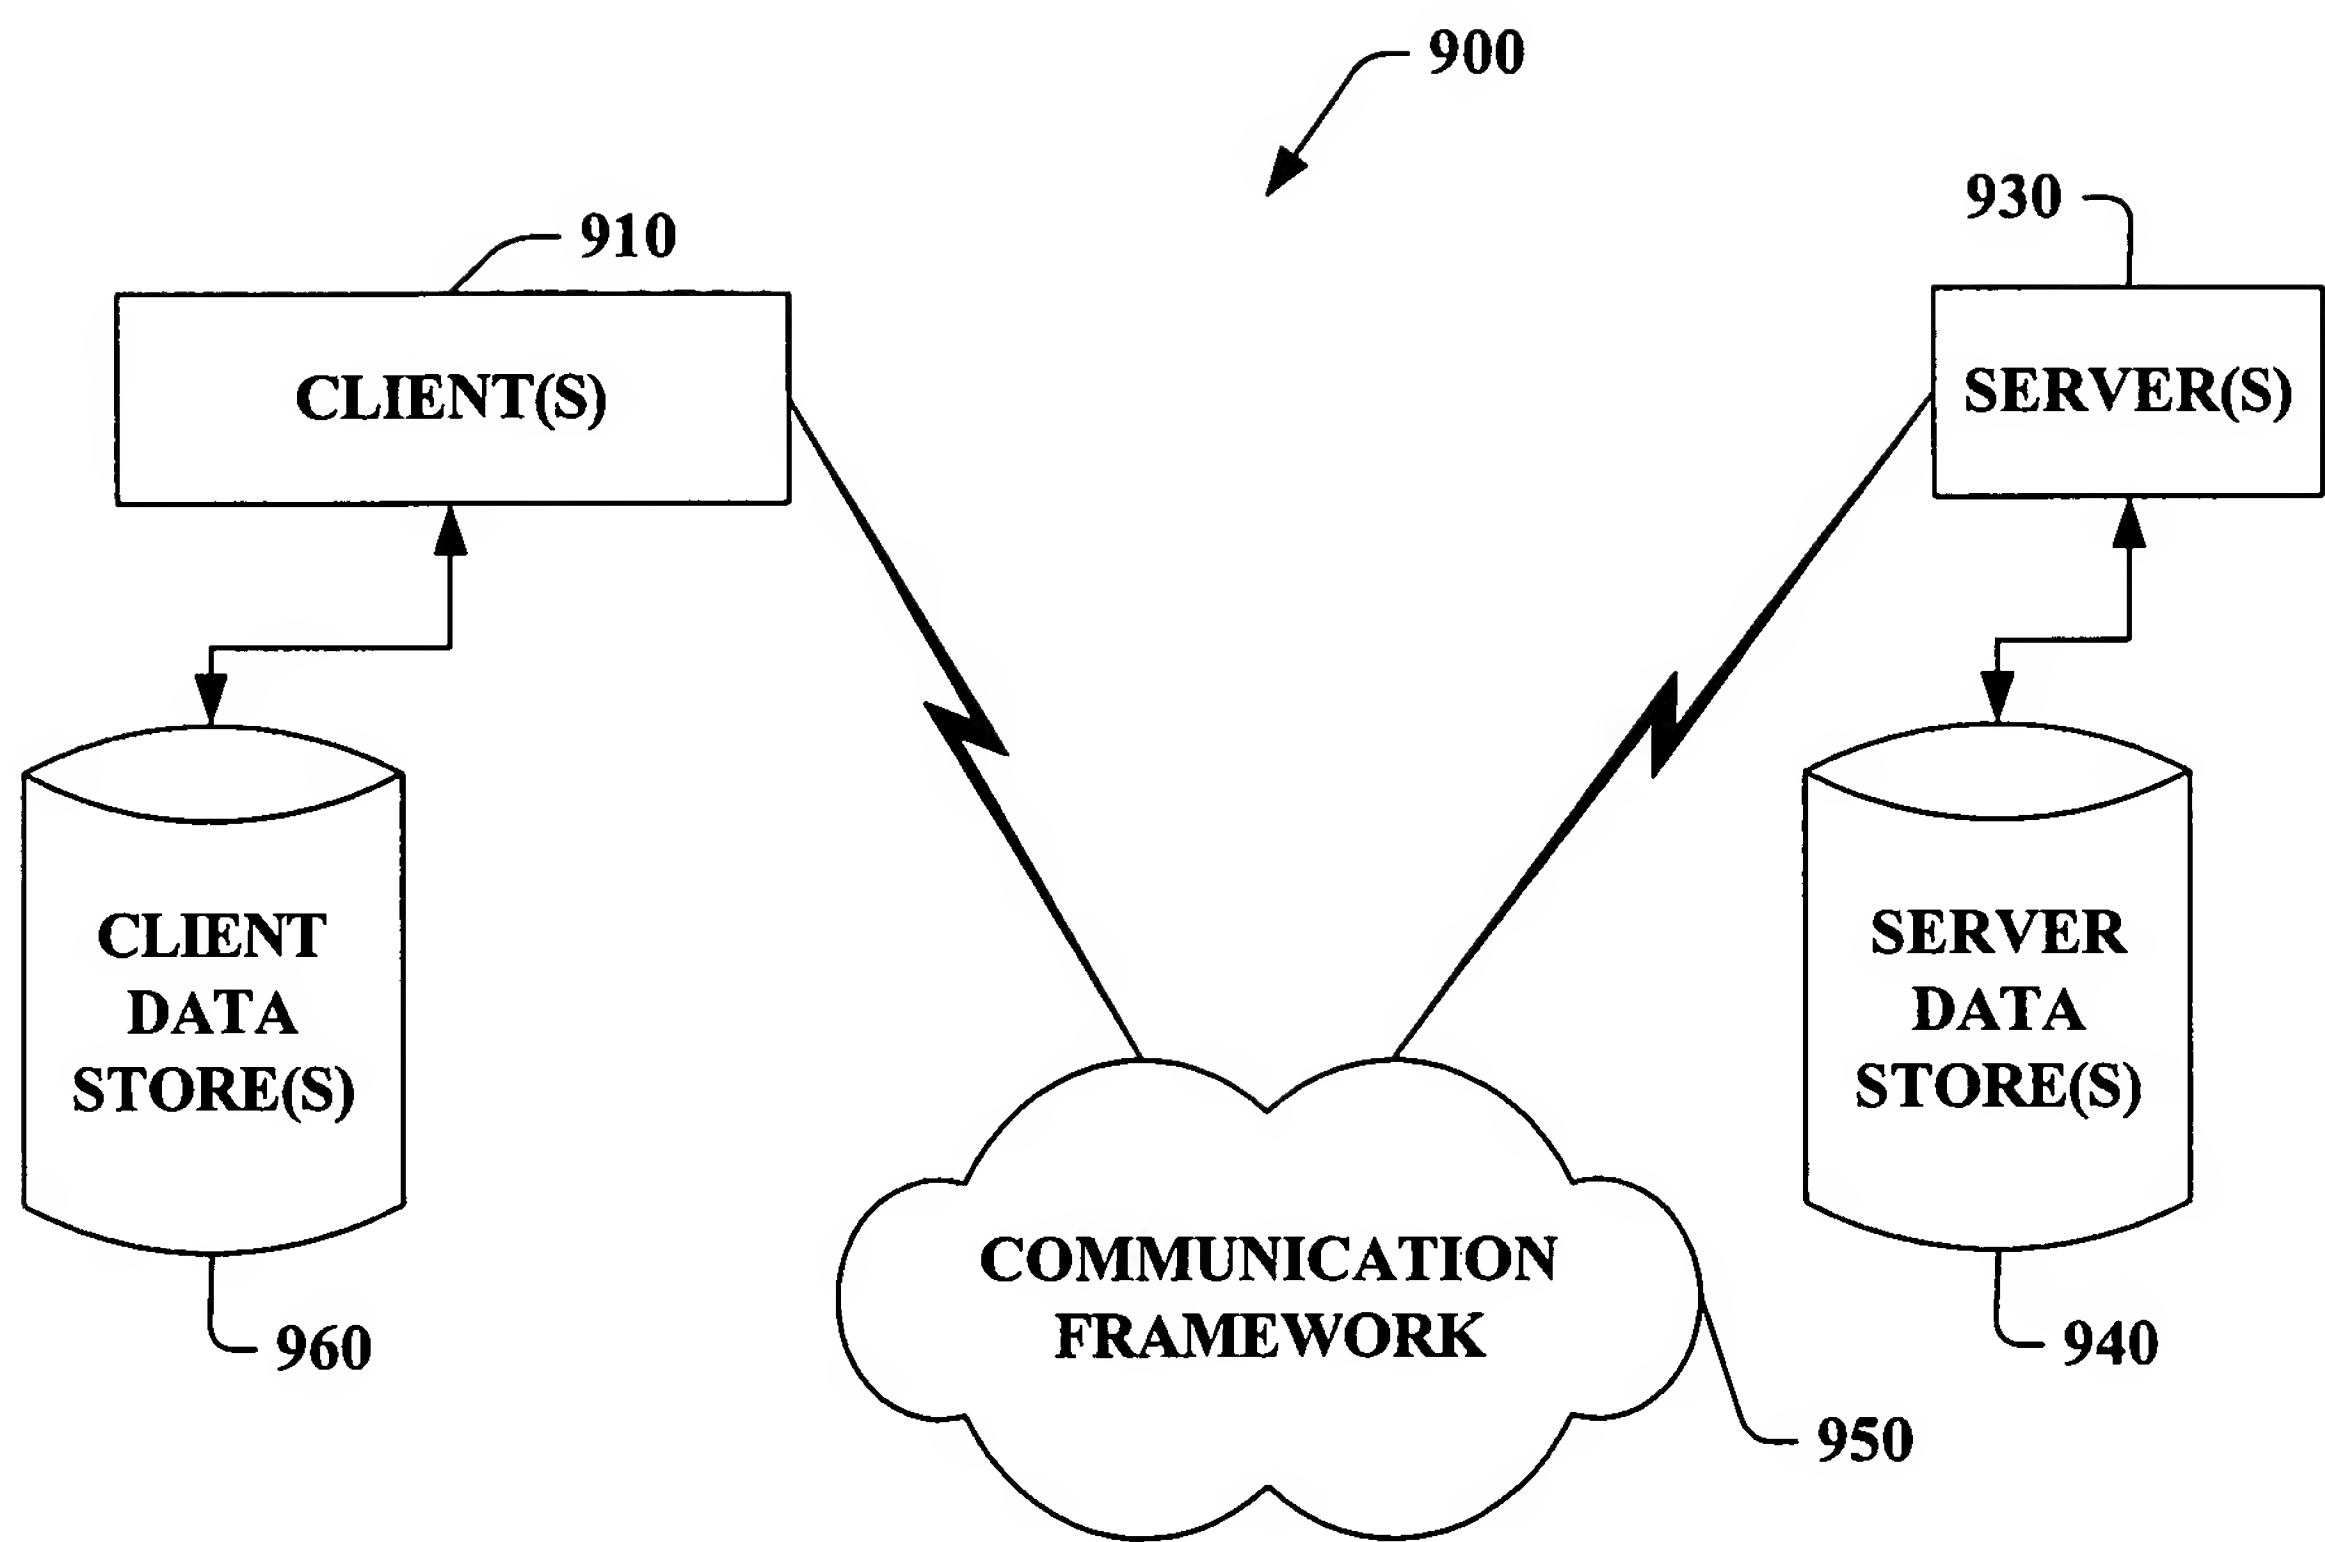 900
910
930
CLIENT(S)
SERVER(S)
CLIENT
DATA
STORE(S)
SERVER
DATA
STORE(S)
COMMUNICATION
FRAMEWORK
960
940
950